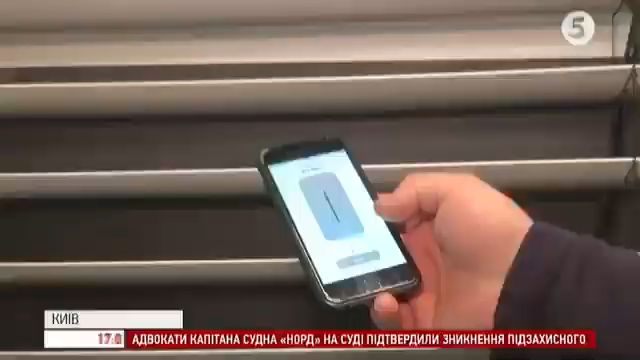 5
КИЇВ
17:0
АДВОКАТИ КАПІТАНА СУДНА «НОРД» НА СУДІ ПІДТВЕРДИЛИ ЗНИКНЕННЯ ПІДЗАХИСНОГО